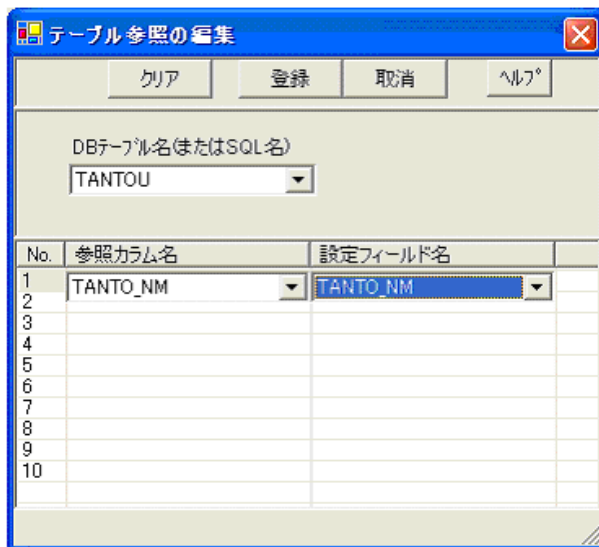 テーブル参照の編集
クリア 登録 取消 ヘルプ
DBテーブル名(またはSQL名)
TANTOU
No. 参照カラム名 設定フィールド名
1 TANTO_NM TANTO_NM
2
3
4
5
6
7
8
9
10